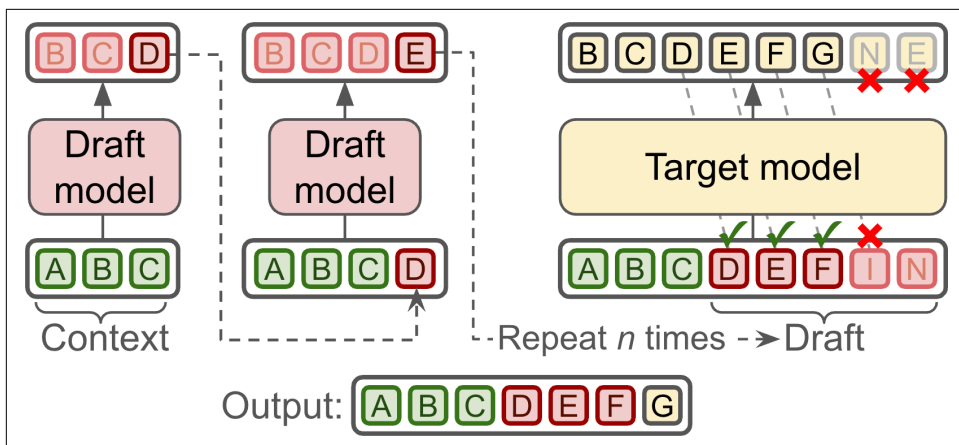 B C D
B C D E
B C D E F G N E
Draft model
Draft model
Target model
A B C
A B C D
A B C D E F I N
Context
Repeat n times
Draft
Output: A B C D E F G